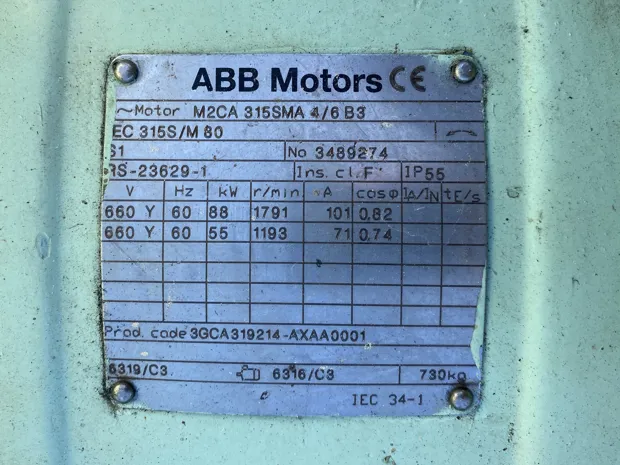 ABB Motors CE
~Motor M2CA 315SMA 4/6 B3
EC 315S/M 80
S1 No 3489274
RS-23629-1 Ins. cl. F IP55
V Hz kW r/min A cosφ IA/IN tE/s
660 Y 60 88 1791 101 0,82
660 Y 60 55 1193 71 0,74
Prod. code 3GCA319214-AXAA0001
6319/C3 6316/C3 730kg
IEC 34-1